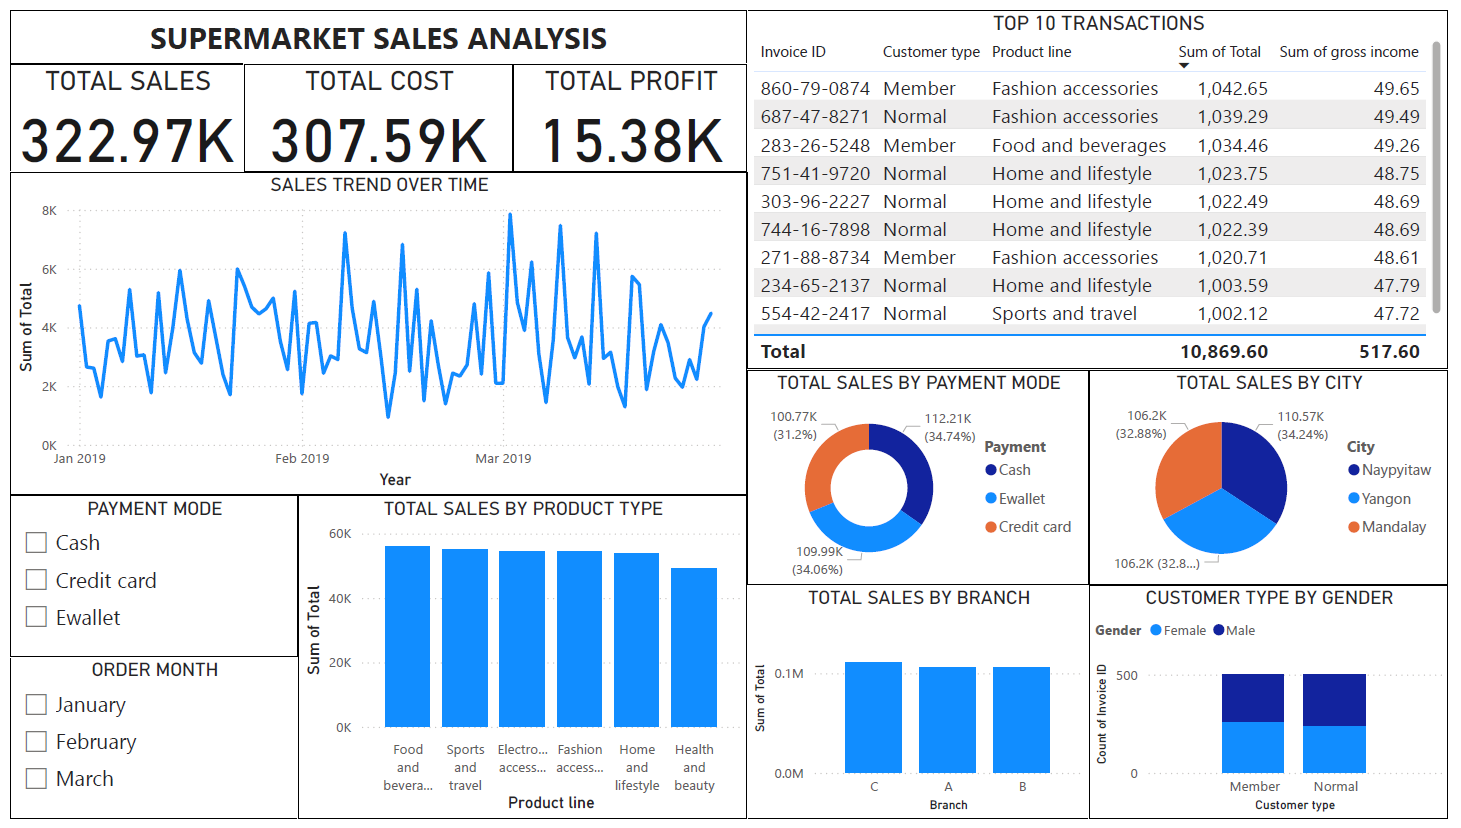 SUPERMARKET SALES ANALYSIS
TOTAL SALES
322.97K
TOTAL COST
307.59K
TOTAL PROFIT
15.38K
SALES TREND OVER TIME
Sum of Total
8K
6K
4K
2K
0K
Jan 2019 Feb 2019 Mar 2019
Year
PAYMENT MODE
Cash
Credit card
Ewallet
ORDER MONTH
January
February
March
TOTAL SALES BY PRODUCT TYPE
Sum of Total
60K
40K
20K
0K
Food and bevera...
Sports and travel
Electro... access...
Fashion access...
Home and lifestyle
Health and beauty
Product line
TOP 10 TRANSACTIONS
Invoice ID Customer type Product line Sum of Total Sum of gross income
860-79-0874 Member Fashion accessories 1,042.65 49.65
687-47-8271 Normal Fashion accessories 1,039.29 49.49
283-26-5248 Member Food and beverages 1,034.46 49.26
751-41-9720 Normal Home and lifestyle 1,023.75 48.75
303-96-2227 Normal Home and lifestyle 1,022.49 48.69
744-16-7898 Normal Home and lifestyle 1,022.39 48.69
271-88-8734 Member Fashion accessories 1,020.71 48.61
234-65-2137 Normal Home and lifestyle 1,003.59 47.79
554-42-2417 Normal Sports and travel 1,002.12 47.72
Total 10,869.60 517.60
TOTAL SALES BY PAYMENT MODE
100.77K
(31.2%)
112.21K
(34.74%)
109.99K
(34.06%)
Payment
Cash
Ewallet
Credit card
TOTAL SALES BY CITY
106.2K
(32.88%)
110.57K
(34.24%)
106.2K (32.8...)
City
Naypyitaw
Yangon
Mandalay
TOTAL SALES BY BRANCH
Sum of Total
0.1M
0.0M
C A B
Branch
CUSTOMER TYPE BY GENDER
Gender Female Male
Count of Invoice ID
500
0
Member Normal
Customer type